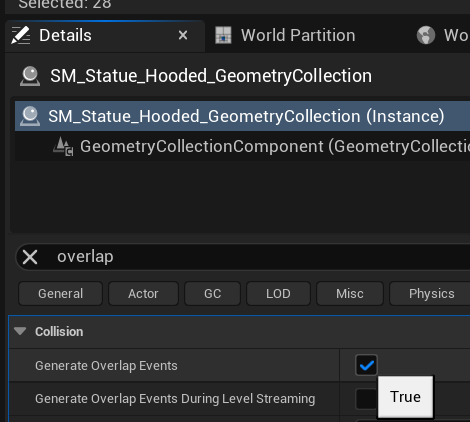 Selected: 28
Details
World Partition
Wo
SM_Statue_Hooded_GeometryCollection
SM_Statue_Hooded_GeometryCollection (Instance)
GeometryCollectionComponent (GeometryCollectio
overlap
General Actor GC LOD Misc Physics
Collision
Generate Overlap Events
Generate Overlap Events During Level Streaming
True